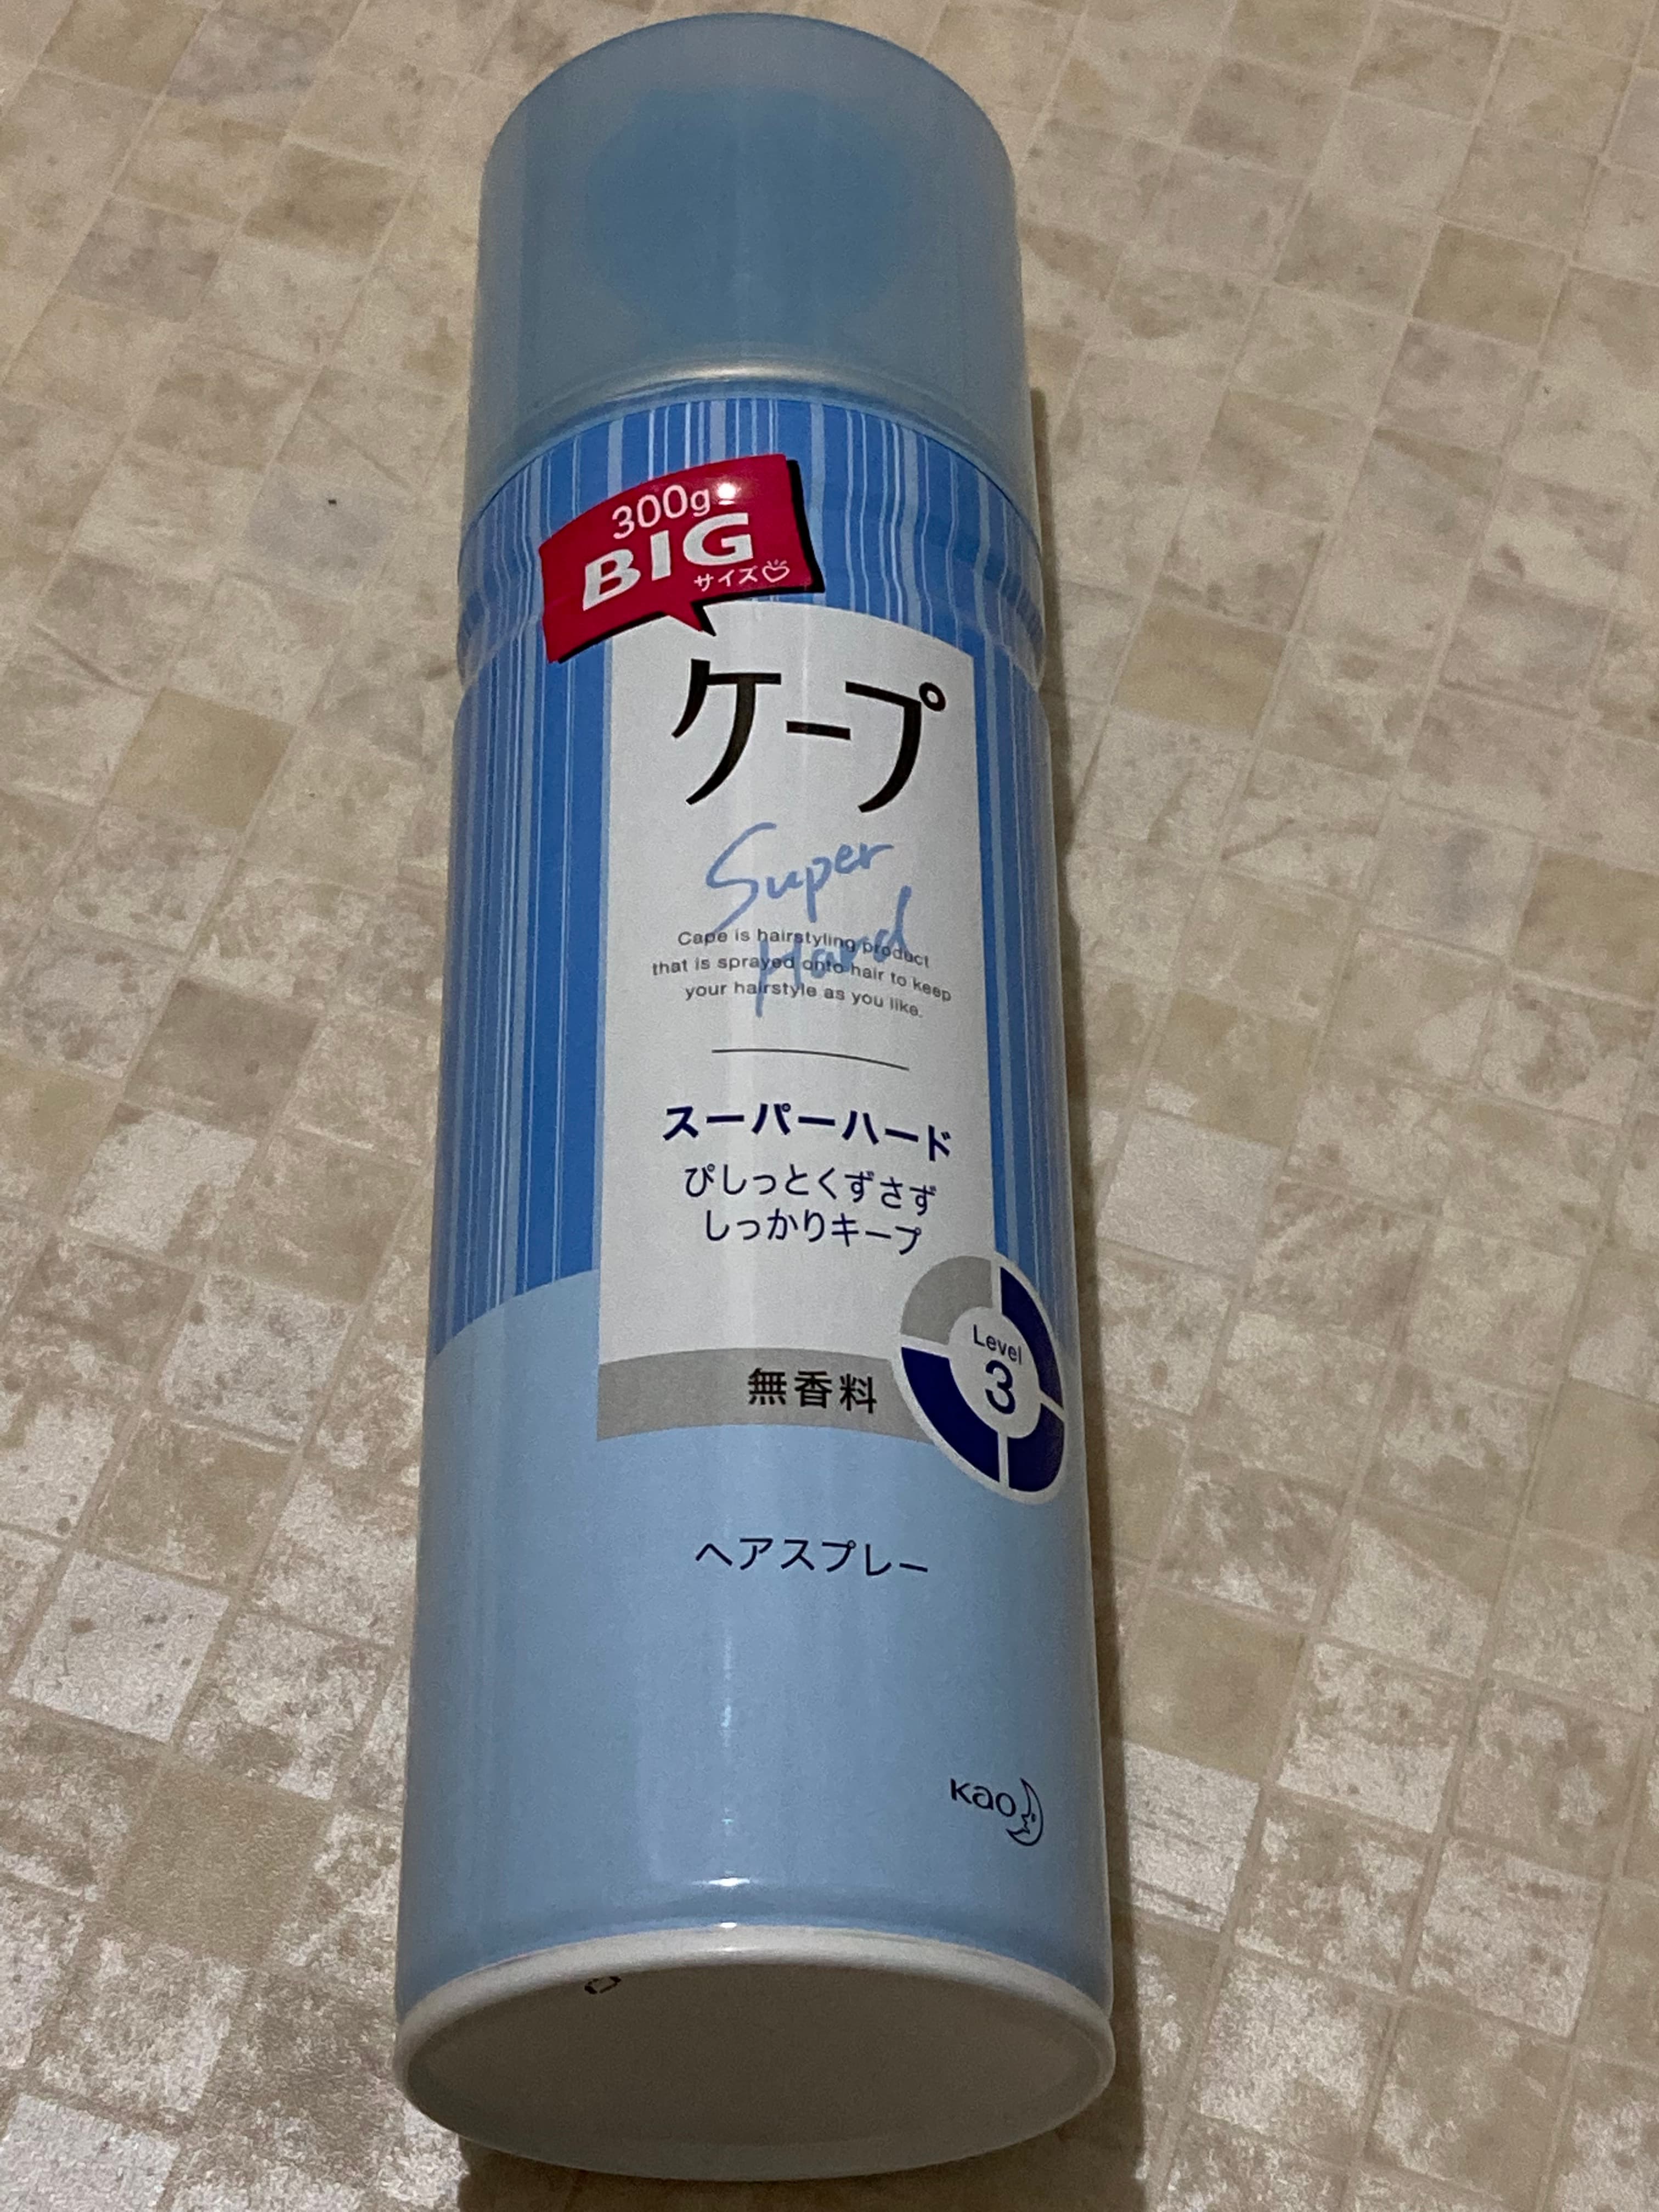 300g
BIG
サイズ
ケープ
Super
Hard
Cape is hairstyling product
that is sprayed onto hair to keep
your hairstyle as you like.
スーパーハード
ぴしっとくずさず
しっかりキープ
Level
3
無香料
ヘアスプレー
Kao